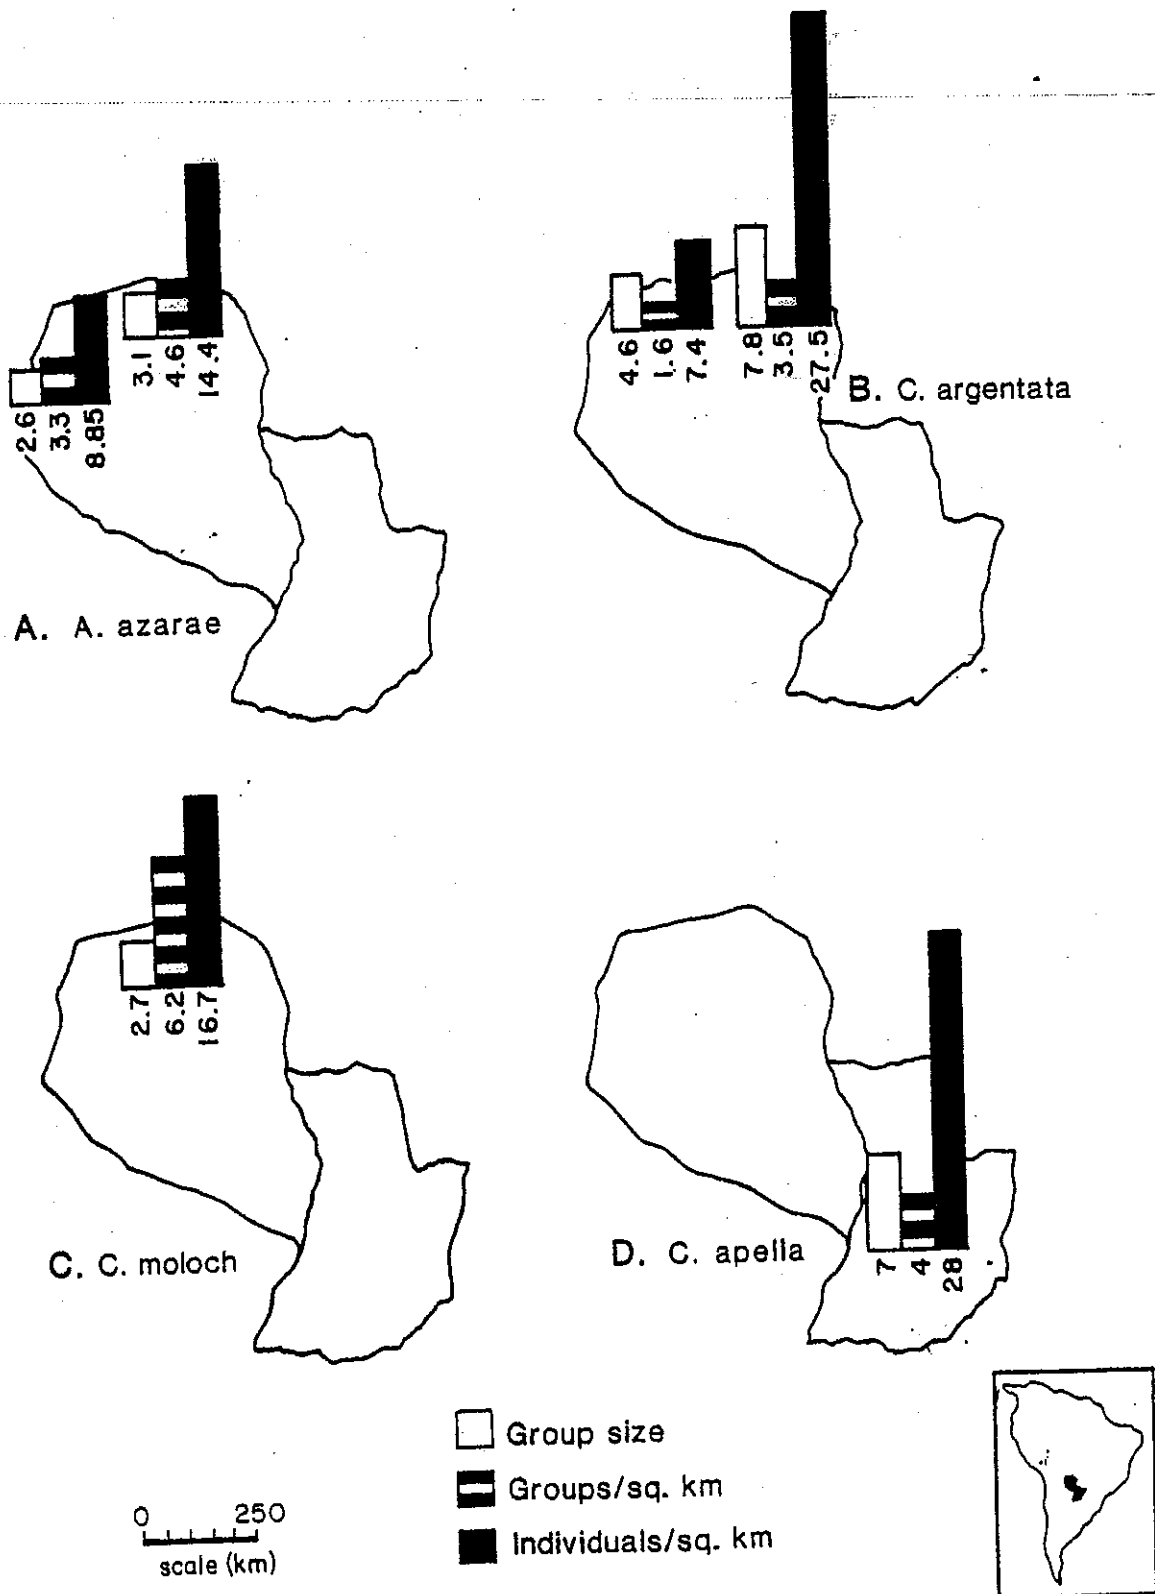 3.1
4.6
14.4
2.6
3.3
8.85
A. A. azarae
4.6
1.6
7.4
7.8
3.5
27.5
B. C. argentata
2.7
6.2
16.7
C. C. moloch
7
4
28
D. C. apella
Group size
Groups/sq. km
Individuals/sq. km
0 250
scale (km)